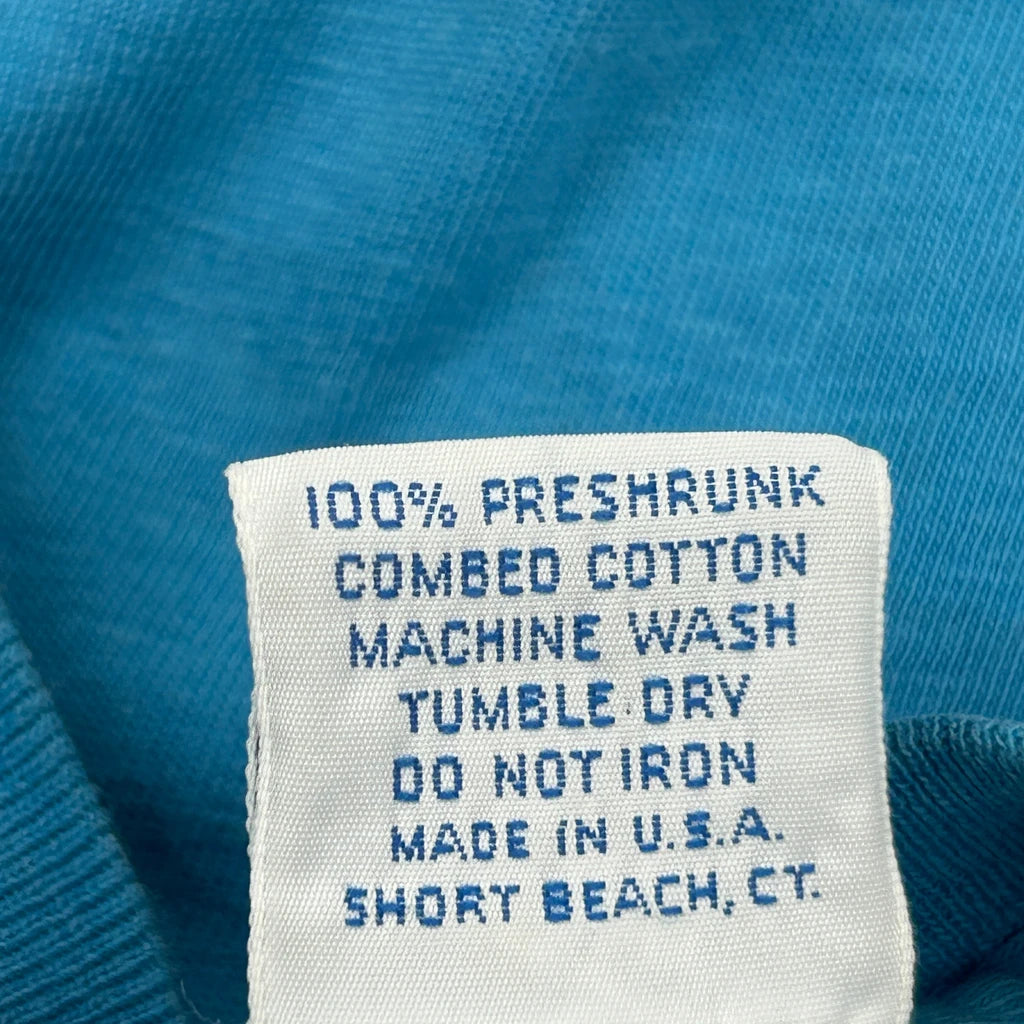 100% PRESHRUNK
COMBED COTTON
MACHINE WASH
TUMBLE DRY
DO NOT IRON
MADE IN U.S.A.
SHORT BEACH, CT.